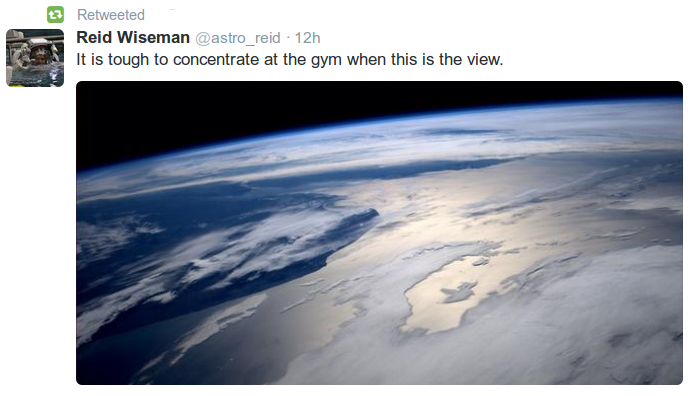 Retweeted
Reid Wiseman @astro_reid · 12h
It is tough to concentrate at the gym when this is the view.